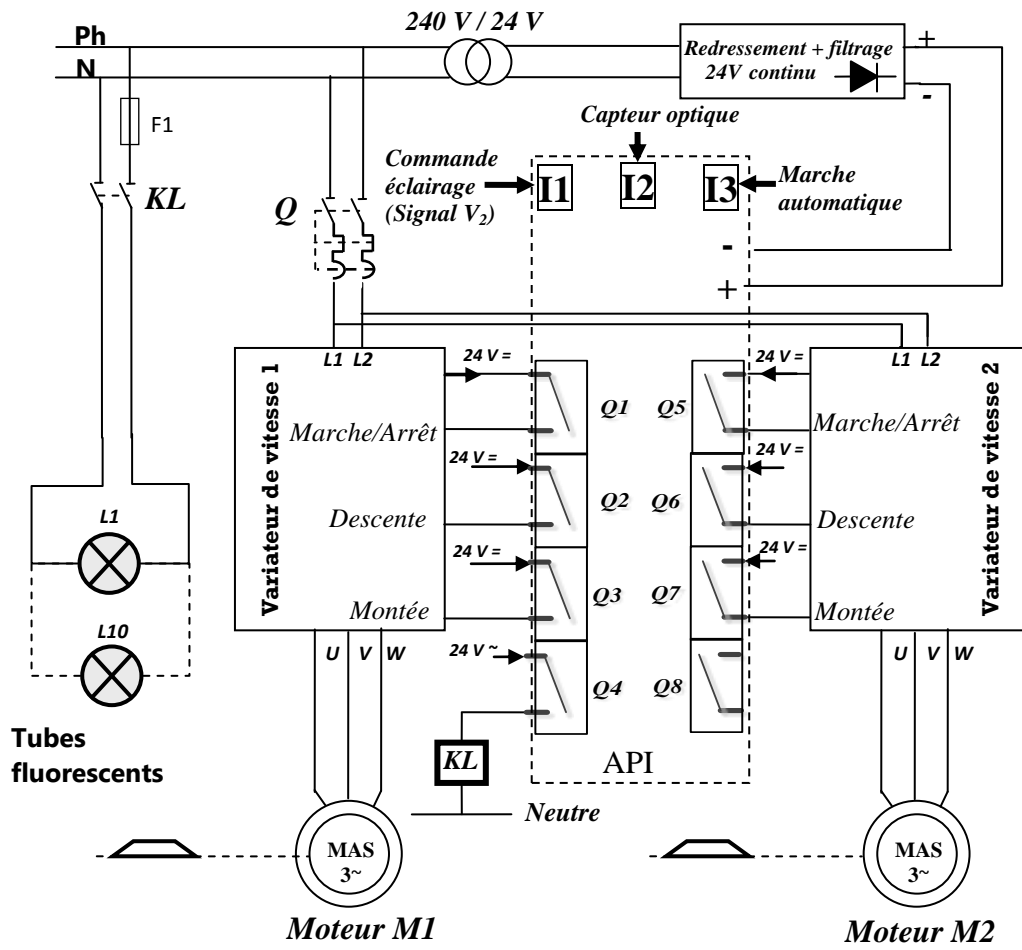 240 V / 24 V
Ph
N
Redressement + filtrage
24V continu
+
-
F1
Capteur optique
Commande
éclairage
(Signal V₂)
I1
I2
I3
Marche
automatique
KL
Q
-
+
L1 L2
L1 L2
Variateur de vitesse 1
24 V =
Q1
Q5
24 V =
Marche/Arrêt
Marche/Arrêt
24 V =
Q2
Q6
24 V =
Descente
Descente
24 V =
Q3
Q7
24 V =
Montée
Montée
Variateur de vitesse 2
L1
L10
U V W
U V W
24 V ~
Q4
Q8
Tubes
fluorescents
KL
API
Neutre
MAS
3~
MAS
3~
Moteur M1
Moteur M2